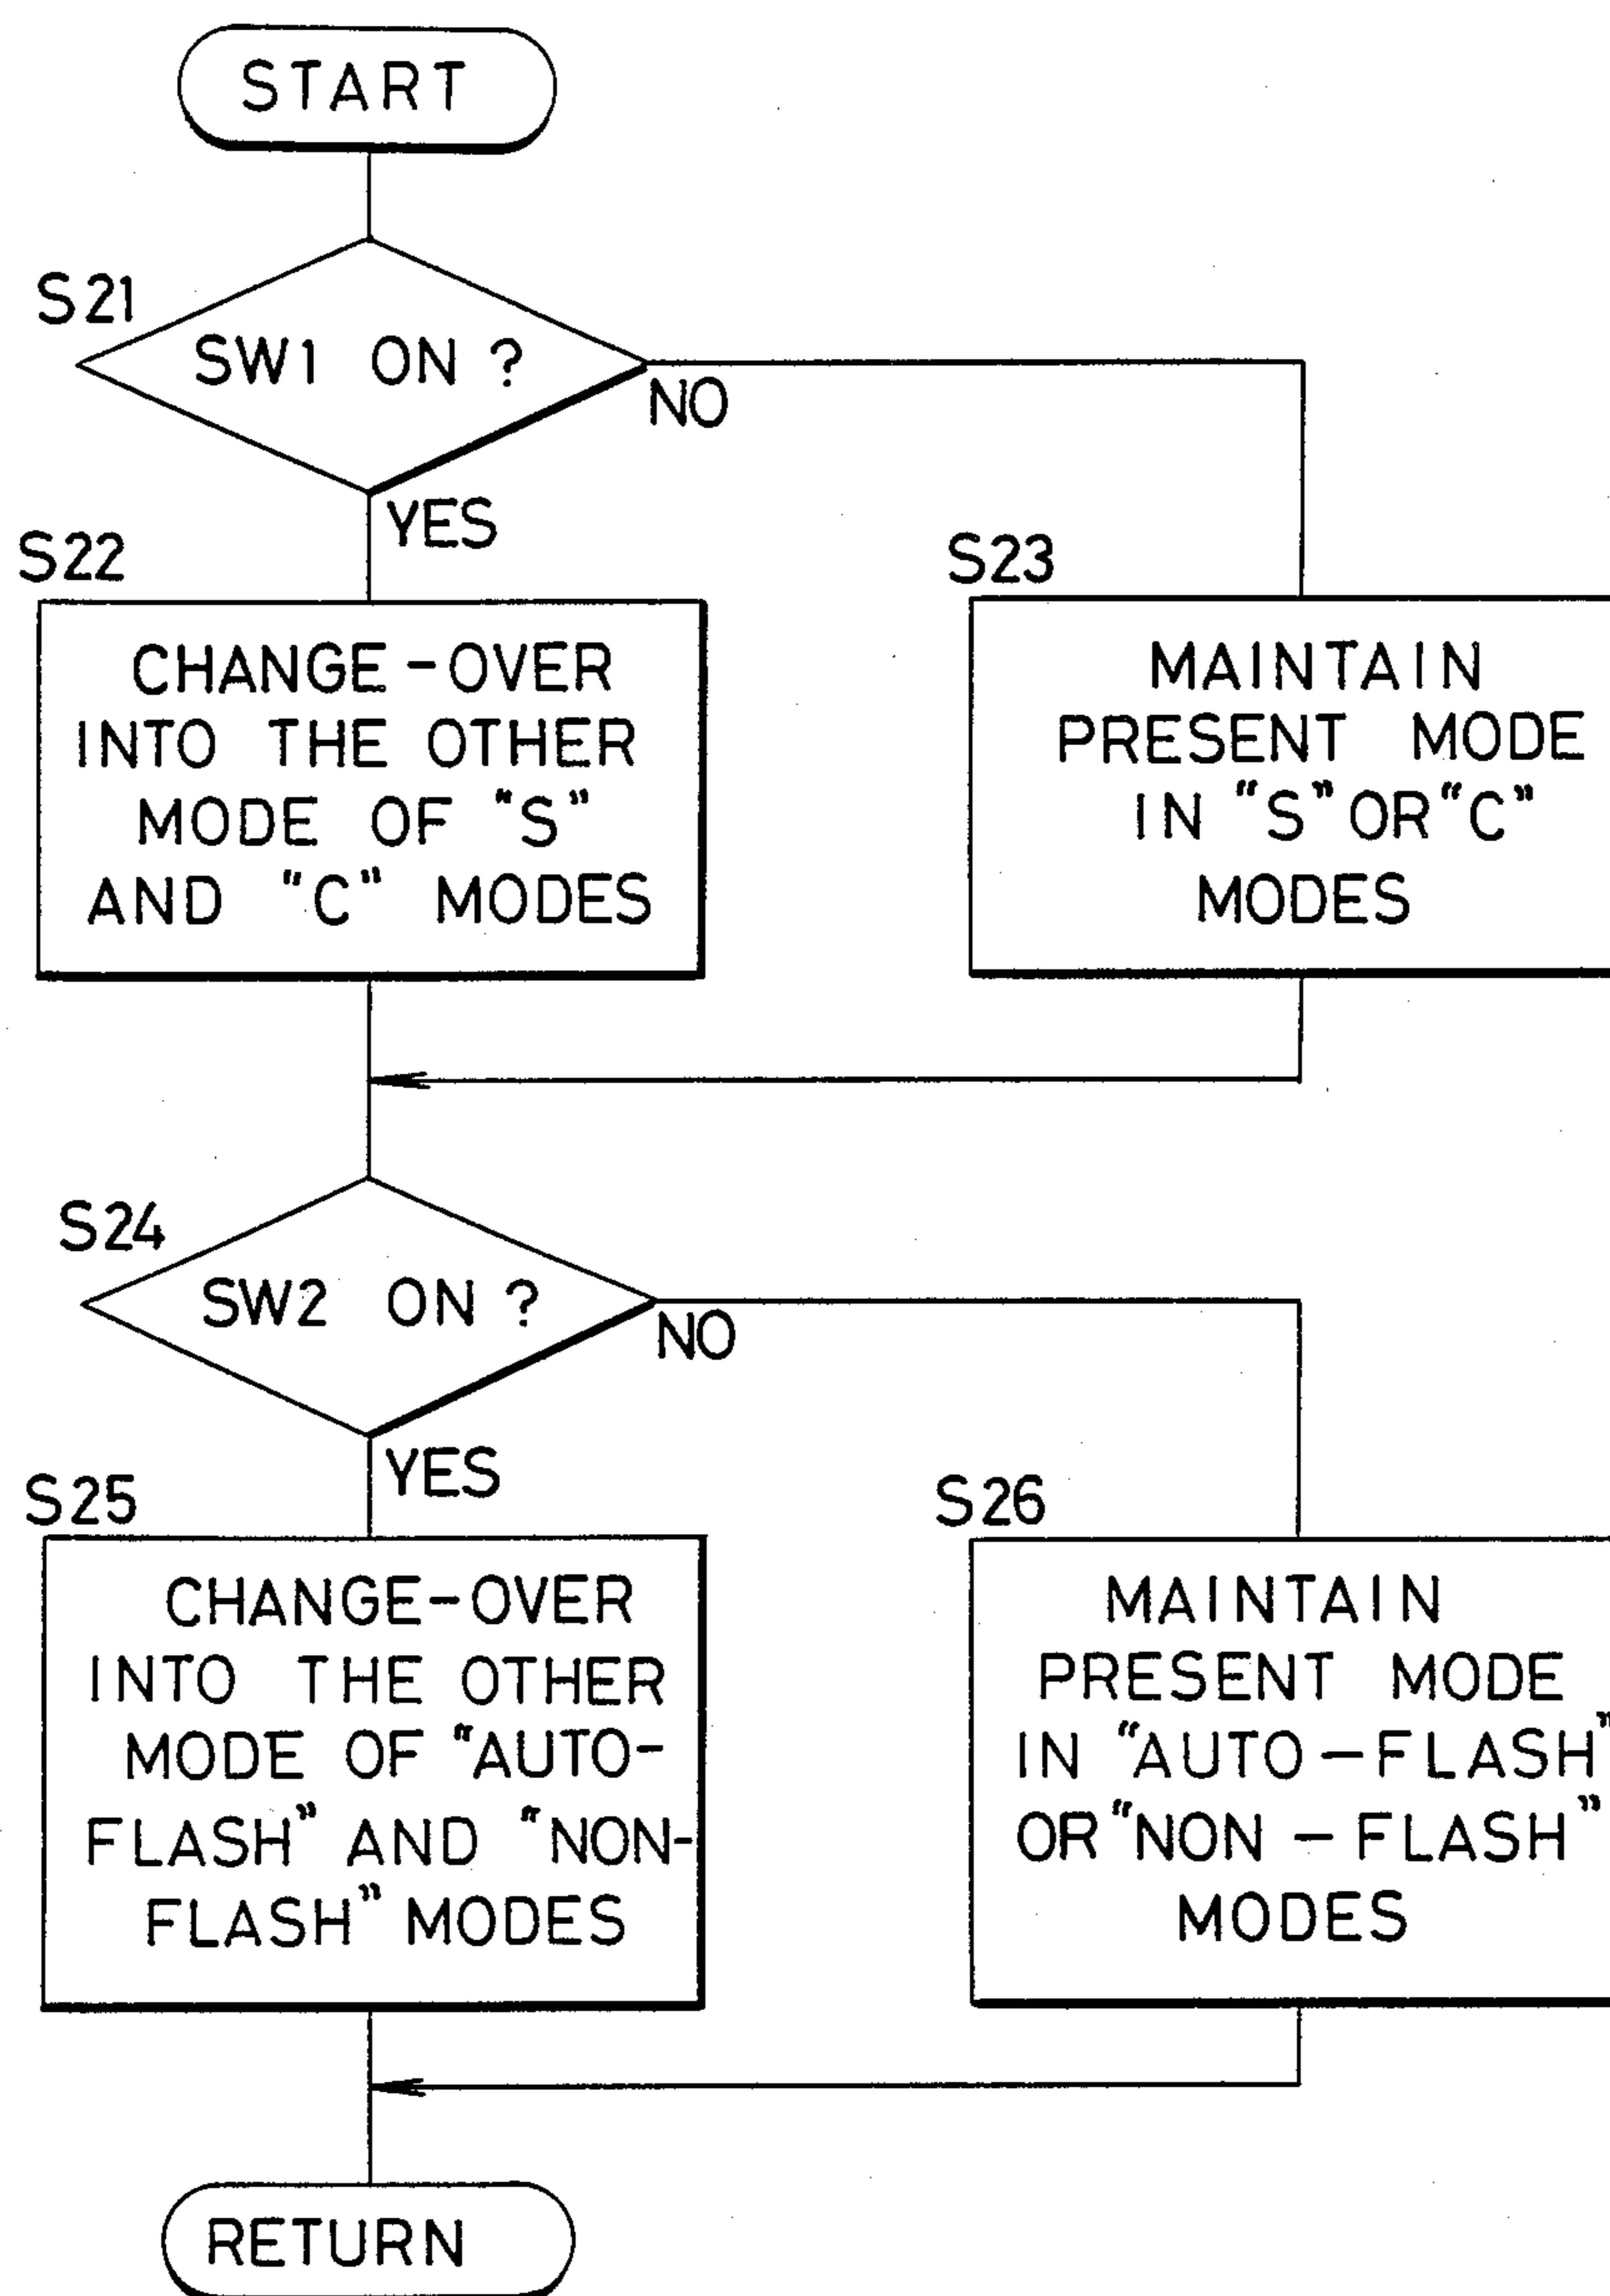 START
S21
SW1 ON ?
NO
YES
S22
CHANGE-OVER
INTO THE OTHER
MODE OF "S"
AND "C" MODES
S23
MAINTAIN
PRESENT MODE
IN "S" OR "C"
MODES
S24
SW2 ON ?
NO
YES
S25
CHANGE-OVER
INTO THE OTHER
MODE OF "AUTO-
FLASH" AND "NON-
FLASH" MODES
S26
MAINTAIN
PRESENT MODE
IN "AUTO-FLASH"
OR "NON-FLASH"
MODES
RETURN